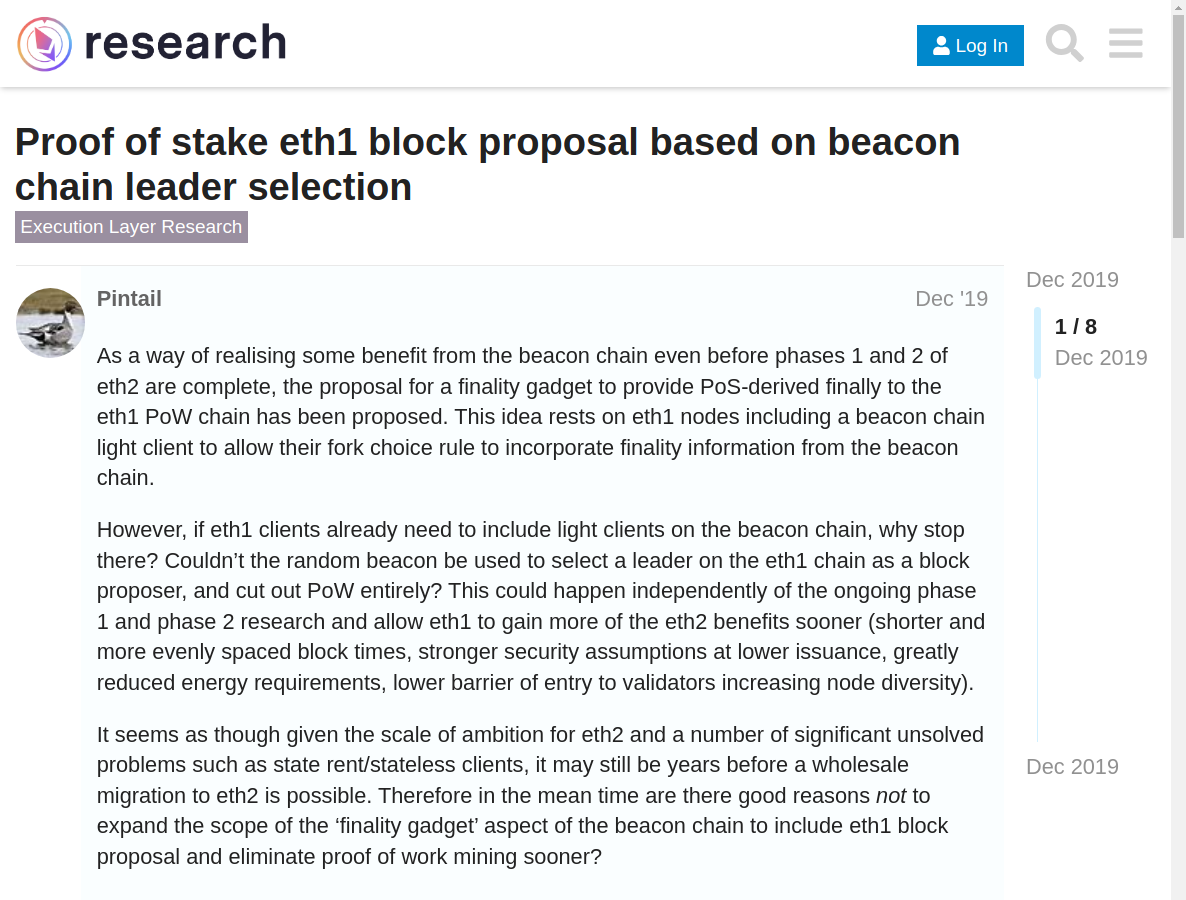 research
Log In
Proof of stake eth1 block proposal based on beacon
chain leader selection
Execution Layer Research
Pintail
Dec '19
As a way of realising some benefit from the beacon chain even before phases 1 and 2 of
eth2 are complete, the proposal for a finality gadget to provide PoS-derived finally to the
eth1 PoW chain has been proposed. This idea rests on eth1 nodes including a beacon chain
light client to allow their fork choice rule to incorporate finality information from the beacon
chain.
However, if eth1 clients already need to include light clients on the beacon chain, why stop
there? Couldn’t the random beacon be used to select a leader on the eth1 chain as a block
proposer, and cut out PoW entirely? This could happen independently of the ongoing phase
1 and phase 2 research and allow eth1 to gain more of the eth2 benefits sooner (shorter and
more evenly spaced block times, stronger security assumptions at lower issuance, greatly
reduced energy requirements, lower barrier of entry to validators increasing node diversity).
It seems as though given the scale of ambition for eth2 and a number of significant unsolved
problems such as state rent/stateless clients, it may still be years before a wholesale
migration to eth2 is possible. Therefore in the mean time are there good reasons not to
expand the scope of the ‘finality gadget’ aspect of the beacon chain to include eth1 block
proposal and eliminate proof of work mining sooner?
Dec 2019
1 / 8
Dec 2019
Dec 2019